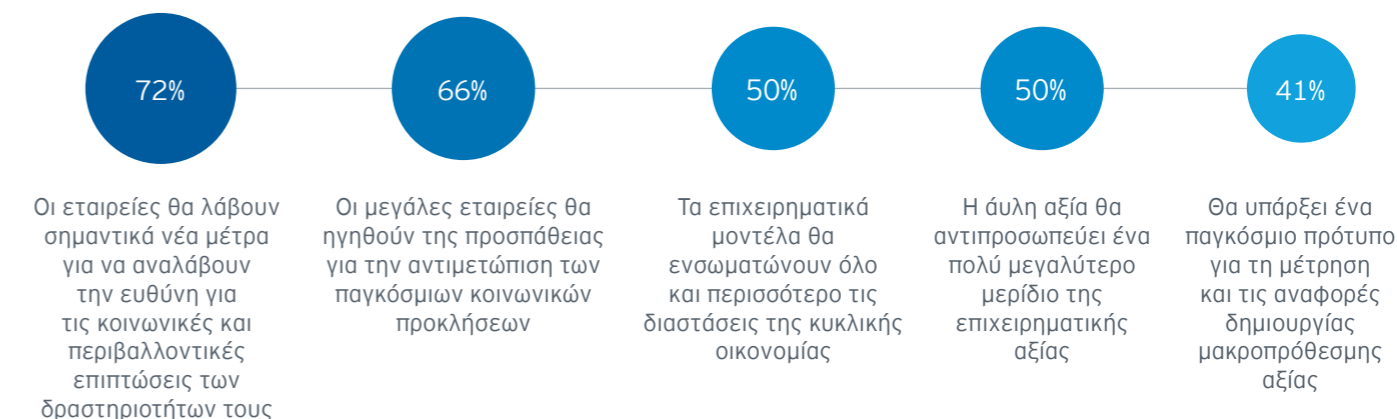 72%
Οι εταιρείες θα λάβουν
σημαντικά νέα μέτρα
για να αναλάβουν
την ευθύνη για
τις κοινωνικές και
περιβαλλοντικές
επιπτώσεις των
δραστηριοτήτων τους
66%
Οι μεγάλες εταιρείες θα
ηγηθούν της προσπάθειας
για την αντιμετώπιση των
παγκόσμιων κοινωνικών
προκλήσεων
50%
Τα επιχειρηματικά
μοντέλα θα
ενσωματώνουν όλο
και περισσότερο τις
διαστάσεις της κυκλικής
οικονομίας
50%
Η άυλη αξία θα
αντιπροσωπεύει ένα
πολύ μεγαλύτερο
μερίδιο της
επιχειρηματικής
αξίας
41%
Θα υπάρξει ένα
παγκόσμιο πρότυπο
για τη μέτρηση
και τις αναφορές
δημιουργίας
μακροπρόθεσμης
αξίας